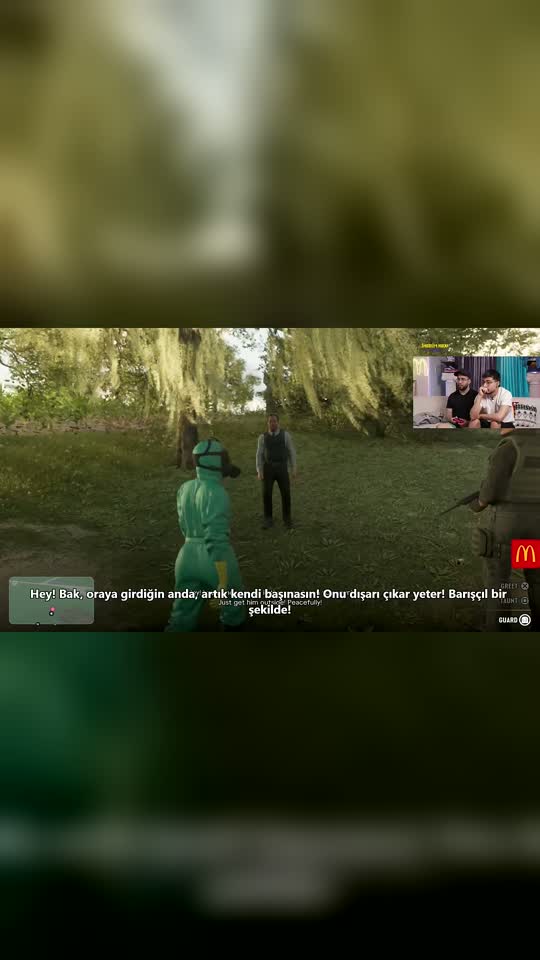 GREET
Hey! Bak, oraya girdiğin anda, artık kendi başınasın! Onu dışarı çıkar yeter! Barışçıl bir
şekilde!
Just get him outside! Peacefully!
TAUNT
GUARD